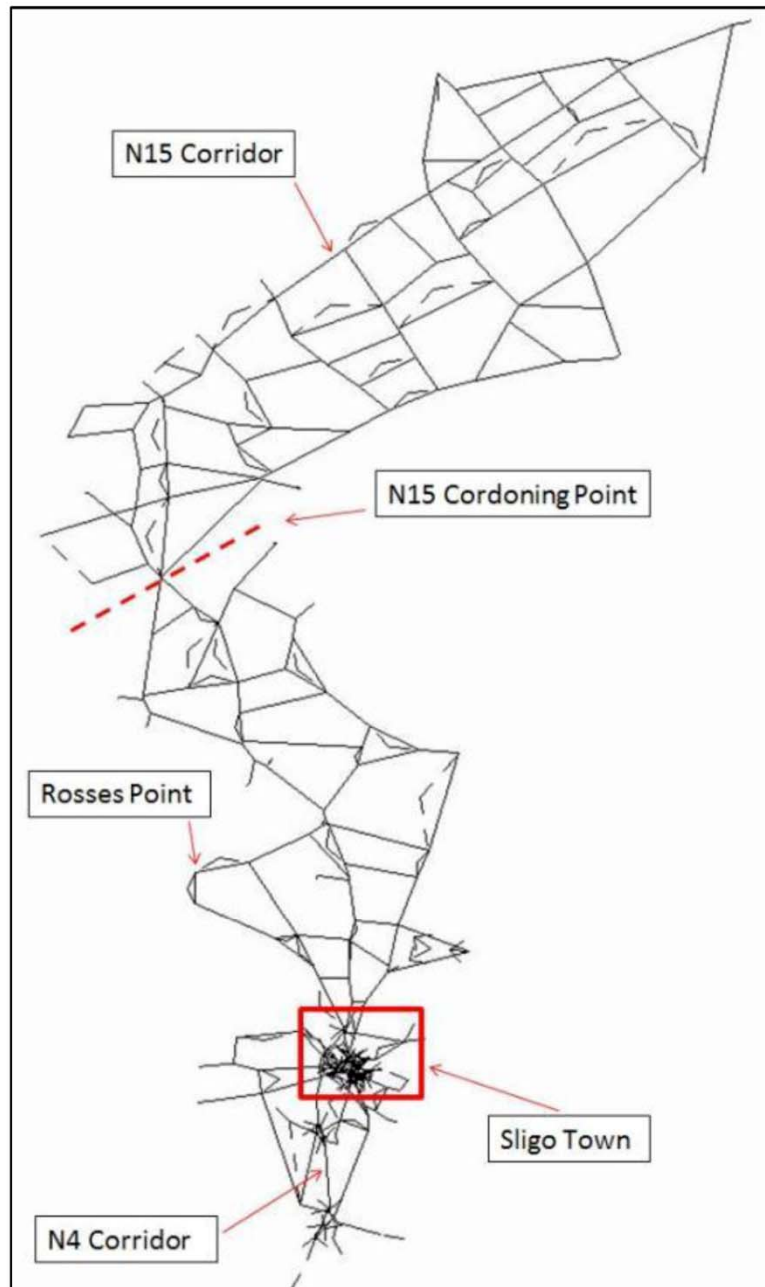 N15 Corridor
N15 Cordoning Point
Rosses Point
Sligo Town
N4 Corridor